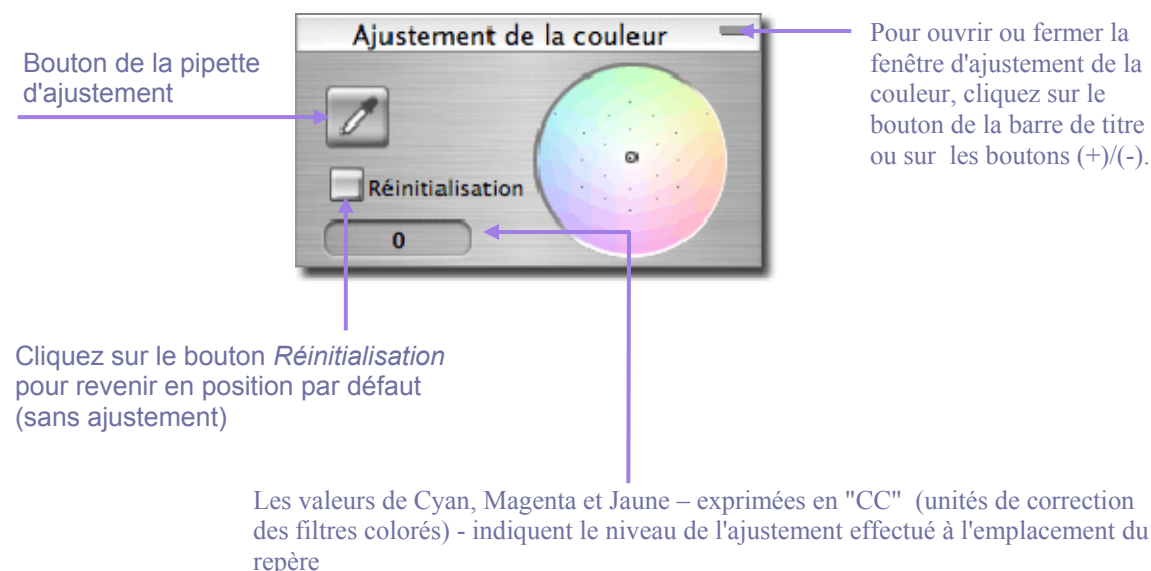 Ajustement de la couleur
Bouton de la pipette
d'ajustement
Pour ouvrir ou fermer la
fenêtre d'ajustement de la
couleur, cliquez sur le
bouton de la barre de titre
ou sur les boutons (+)/(-).
Réinitialisation
0
Cliquez sur le bouton Réinitialisation
pour revenir en position par défaut
(sans ajustement)
Les valeurs de Cyan, Magenta et Jaune – exprimées en "CC" (unités de correction
des filtres colorés) - indiquent le niveau de l'ajustement effectué à l'emplacement du
repère